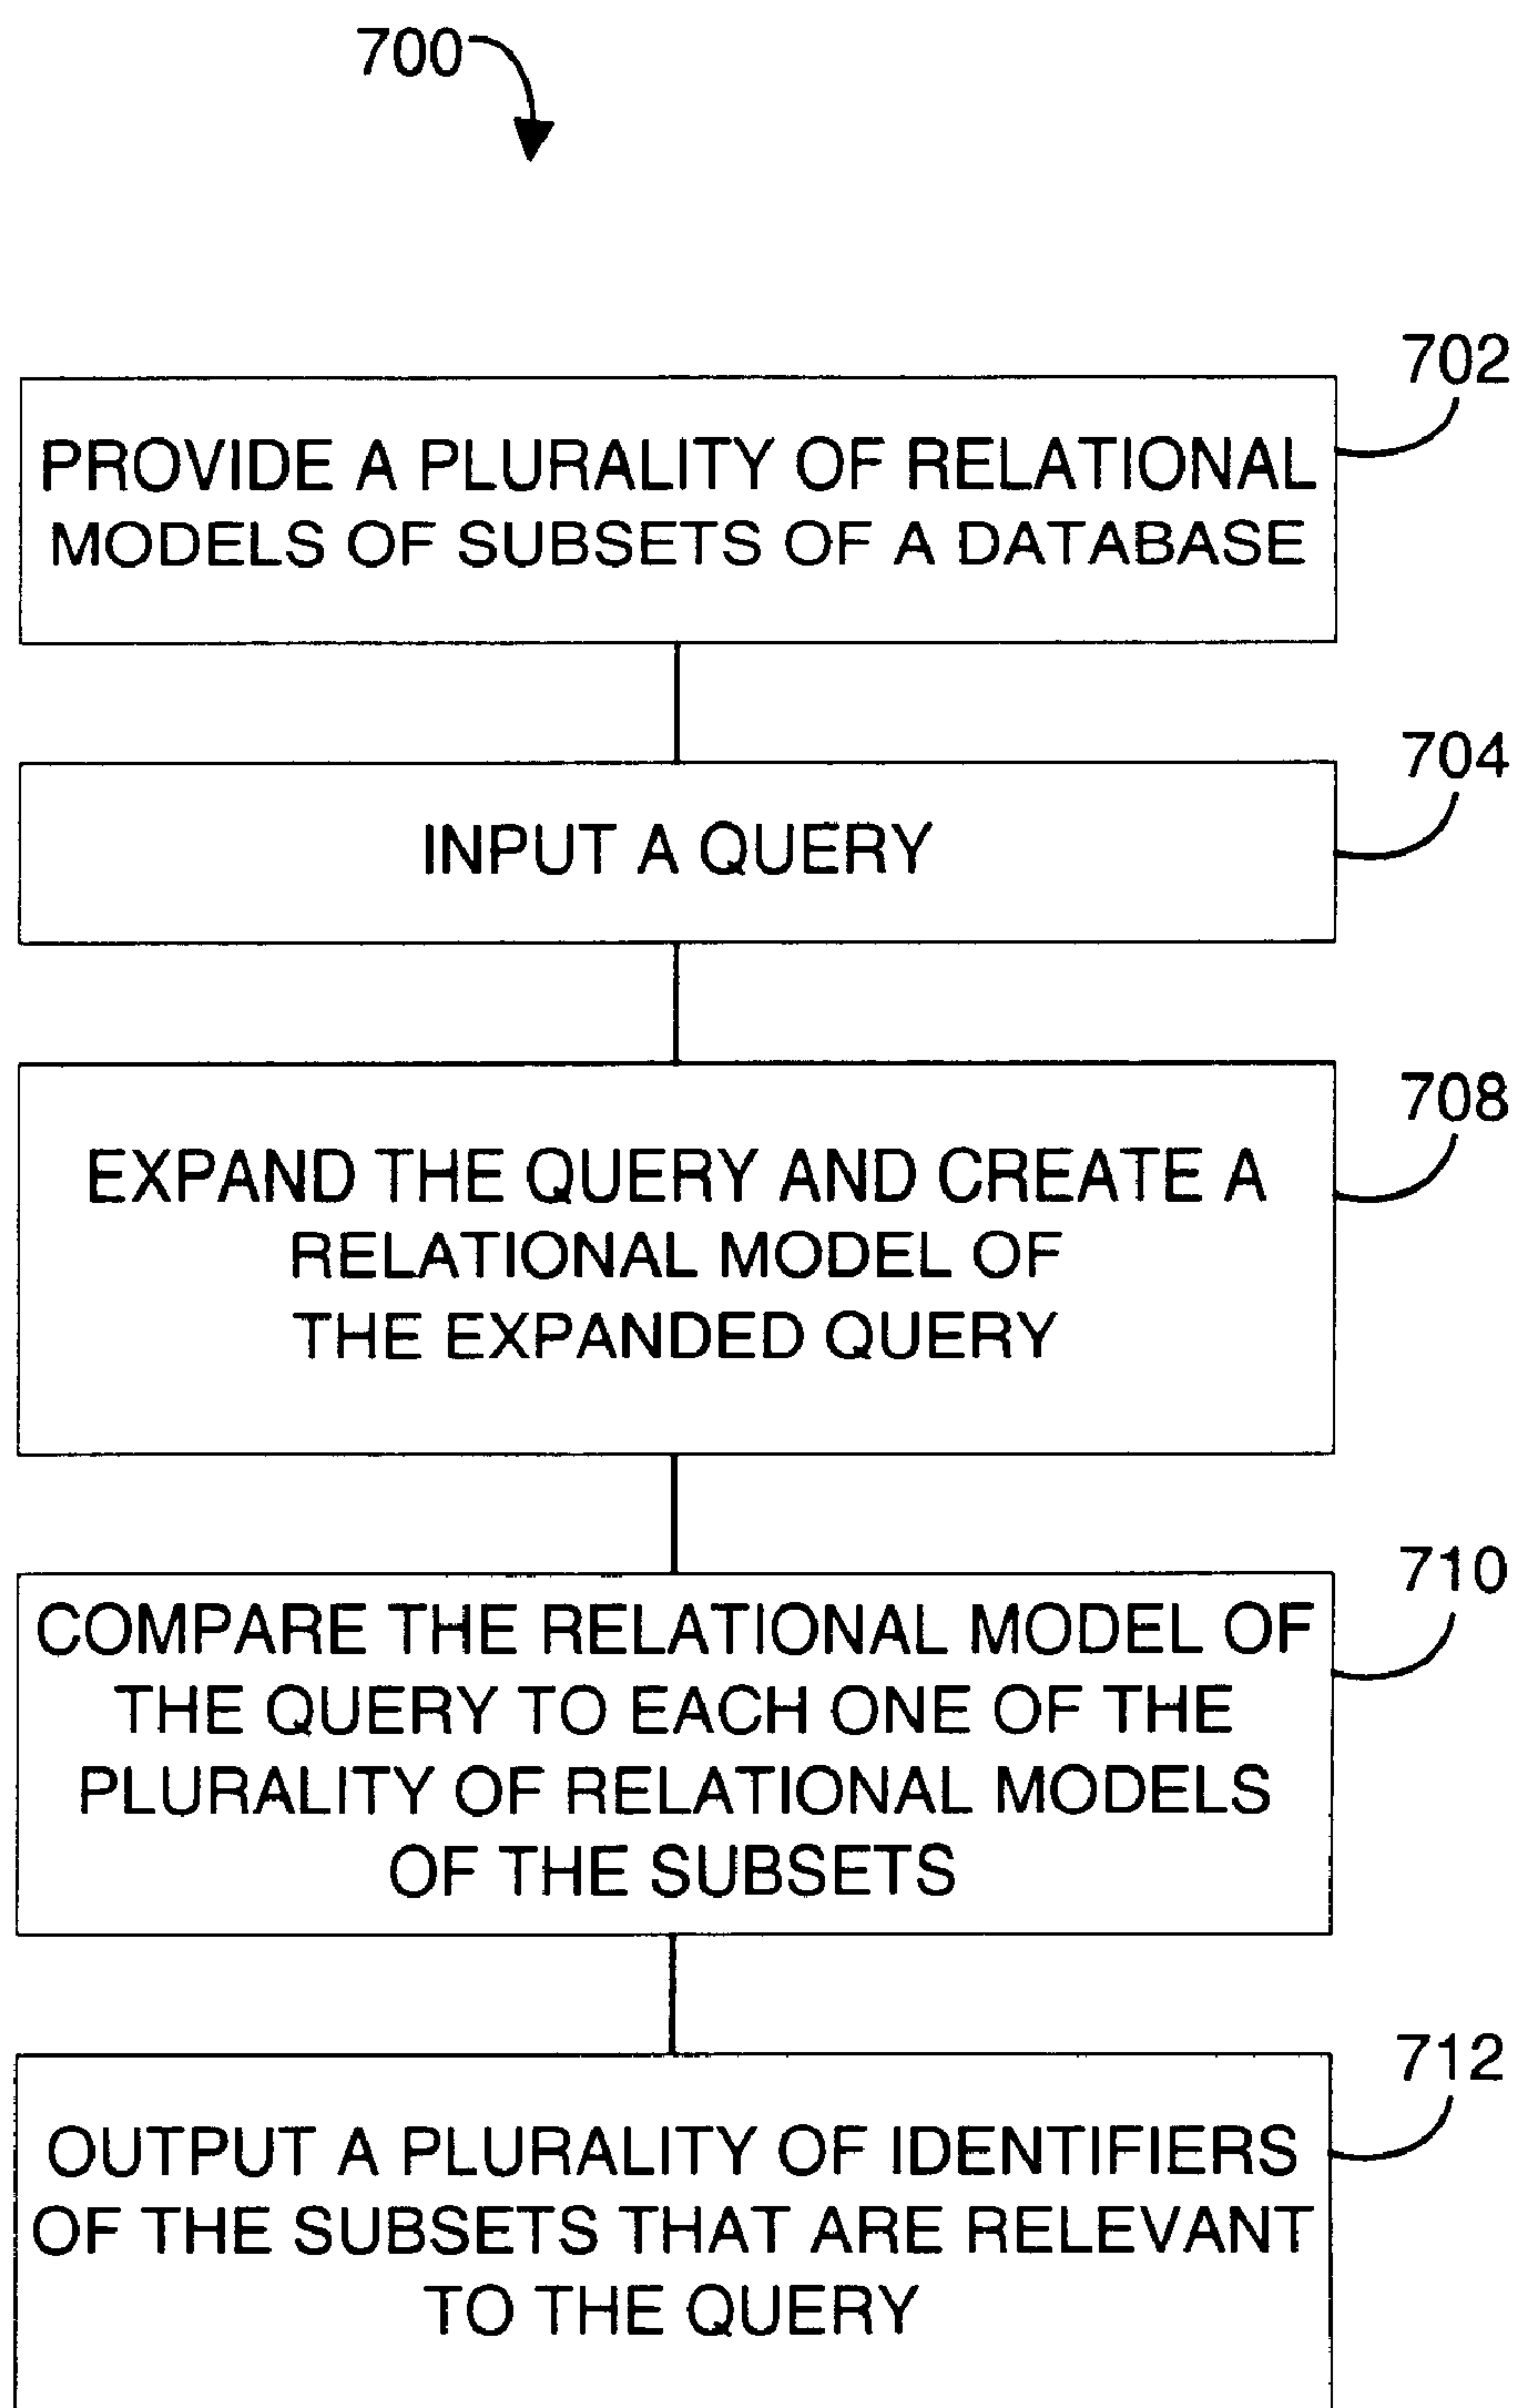 700
702
PROVIDE A PLURALITY OF RELATIONAL
MODELS OF SUBSETS OF A DATABASE
704
INPUT A QUERY
708
EXPAND THE QUERY AND CREATE A
RELATIONAL MODEL OF
THE EXPANDED QUERY
710
COMPARE THE RELATIONAL MODEL OF
THE QUERY TO EACH ONE OF THE
PLURALITY OF RELATIONAL MODELS
OF THE SUBSETS
712
OUTPUT A PLURALITY OF IDENTIFIERS
OF THE SUBSETS THAT ARE RELEVANT
TO THE QUERY